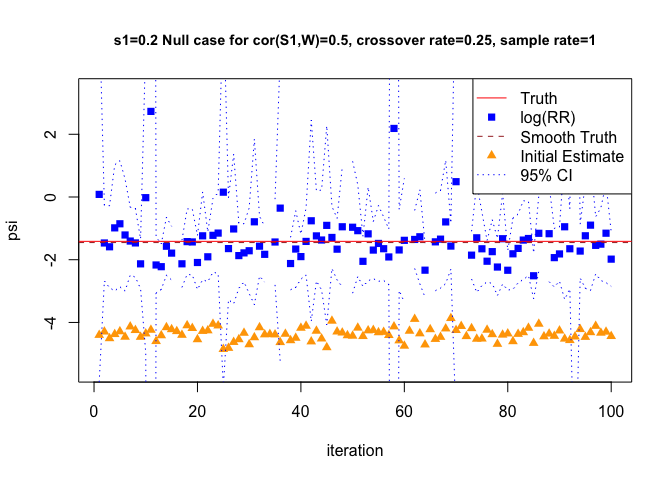 s1=0.2 Null case for cor(S1,W)=0.5, crossover rate=0.25, sample rate=1
psi
2
0
-2
-4
Truth
log(RR)
Smooth Truth
Initial Estimate
95% CI
0 20 40 60 80 100
iteration